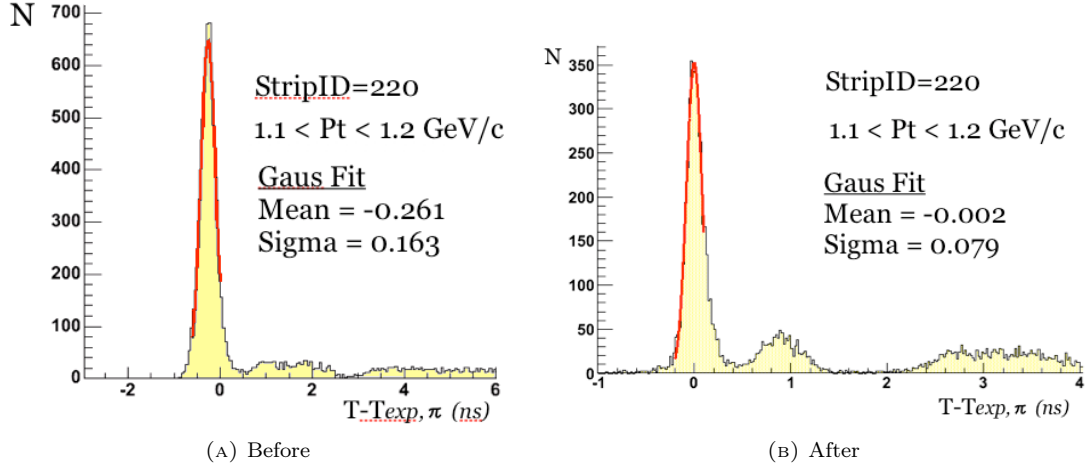 N
700
600
500
400
300
200
100
0
-2
0
2
4
6
StripID=220
1.1 < Pt < 1.2 GeV/c
Gaus Fit
Mean = -0.261
Sigma = 0.163
T-Texp, π (ns)
(A) Before
N
350
300
250
200
150
100
50
0
-1
0
1
2
3
4
StripID=220
1.1 < Pt < 1.2 GeV/c
Gaus Fit
Mean = -0.002
Sigma = 0.079
T-Texp, π (ns)
(B) After